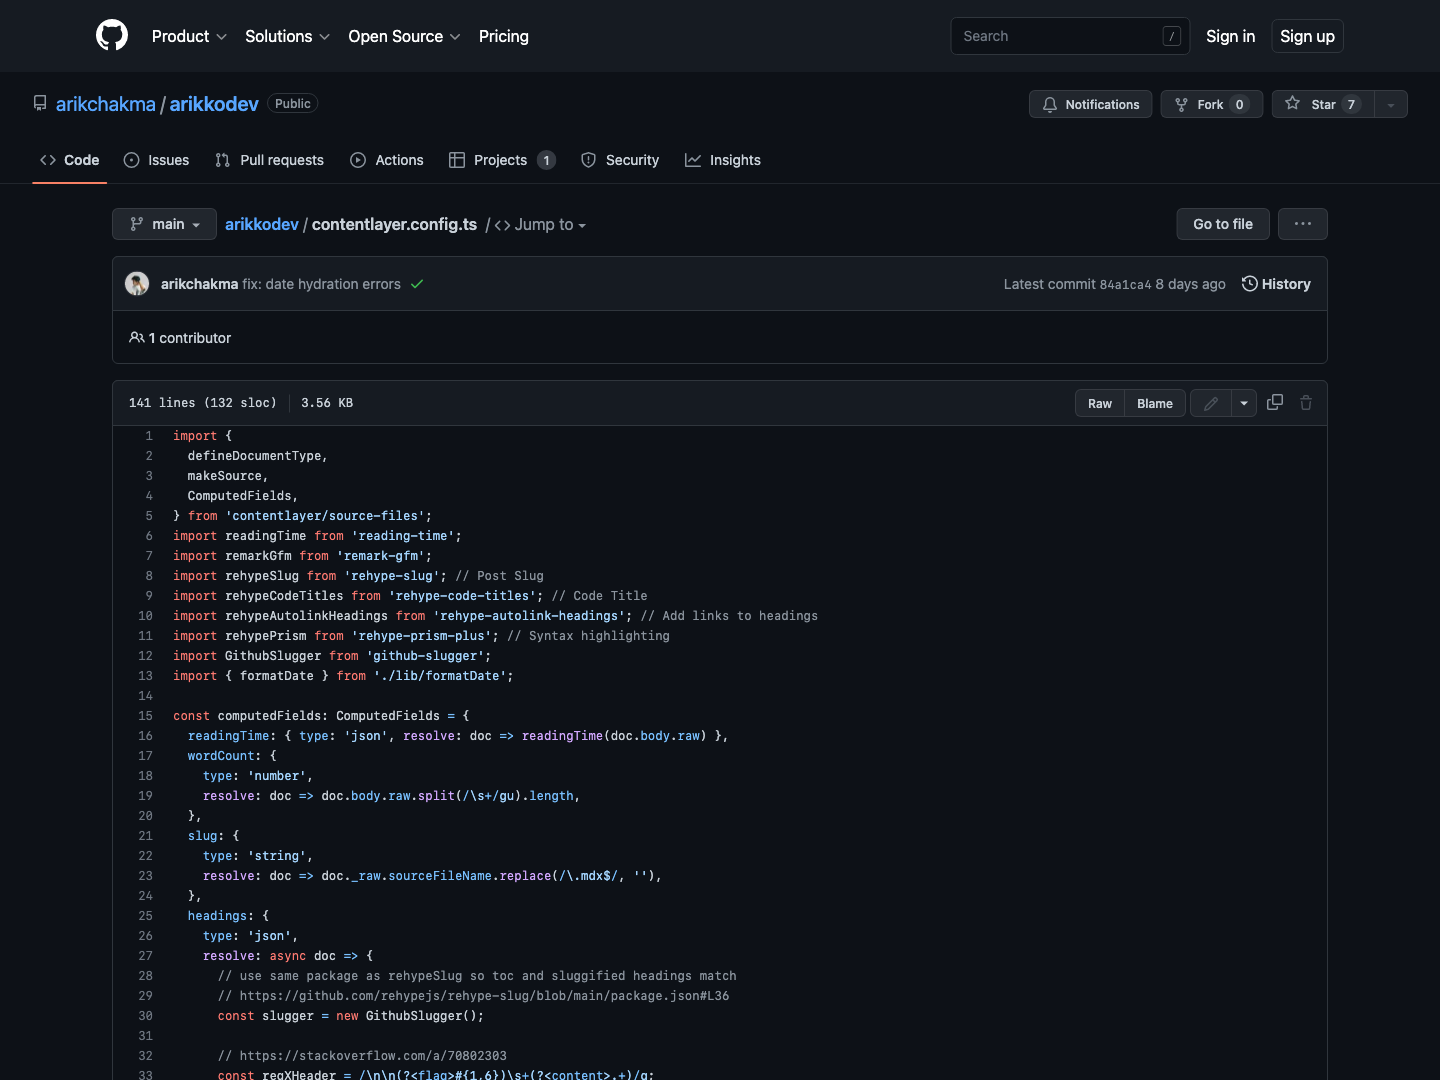 Product Solutions Open Source Pricing Search / Sign in Sign up
arikchakma / arikkodev Public Notifications Fork 0 Star 7
Code Issues Pull requests Actions Projects 1 Security Insights
main arikkodev / contentlayer.config.ts / <> Jump to Go to file ...
arikchakma fix: date hydration errors Latest commit 84a1ca4 8 days ago History
1 contributor
141 lines (132 sloc) 3.56 KB Raw Blame
1 import {
2 defineDocumentType,
3 makeSource,
4 ComputedFields,
5 } from 'contentlayer/source-files';
6 import readingTime from 'reading-time';
7 import remarkGfm from 'remark-gfm';
8 import rehypeSlug from 'rehype-slug'; // Post Slug
9 import rehypeCodeTitles from 'rehype-code-titles'; // Code Title
10 import rehypeAutolinkHeadings from 'rehype-autolink-headings'; // Add links to headings
11 import rehypePrism from 'rehype-prism-plus'; // Syntax highlighting
12 import GithubSlugger from 'github-slugger';
13 import { formatDate } from './lib/formatDate';
14
15 const computedFields: ComputedFields = {
16 readingTime: { type: 'json', resolve: doc => readingTime(doc.body.raw) },
17 wordCount: {
18 type: 'number',
19 resolve: doc => doc.body.raw.split(/\s+/gu).length,
20 },
21 slug: {
22 type: 'string',
23 resolve: doc => doc._raw.sourceFileName.replace(/\.mdx$/, ''),
24 },
25 headings: {
26 type: 'json',
27 resolve: async doc => {
28 // use same package as rehypeSlug so toc and sluggified headings match
29 // https://github.com/rehypejs/rehype-slug/blob/main/package.json#L36
30 const slugger = new GithubSlugger();
31
32 // https://stackoverflow.com/a/70802303
33 const regXHeader = /\n\n(?<flag>#{1,6})\s+(?<content>.+)/g;